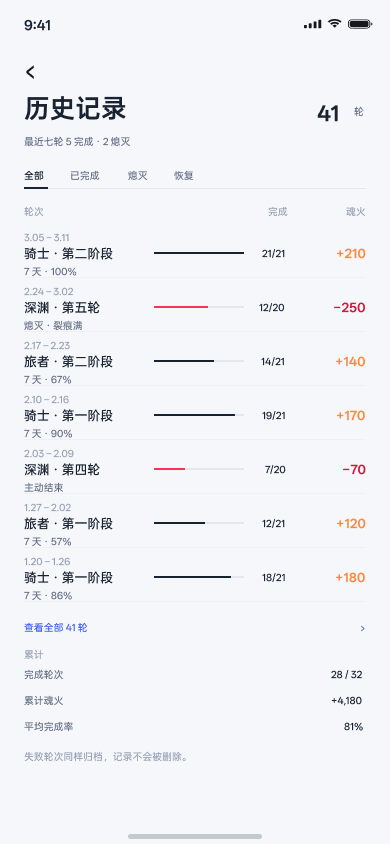 9:41
历史记录
41 轮
最近七轮 5 完成 · 2 熄灭
全部 已完成 熄灭 恢复
轮次 完成 魂火
3.05 – 3.11
骑士 · 第二阶段 21/21 +210
7 天 · 100%
2.24 – 3.02
深渊 · 第五轮 12/20 −250
熄灭 · 裂痕满
2.17 – 2.23
旅者 · 第二阶段 14/21 +140
7 天 · 67%
2.10 – 2.16
骑士 · 第一阶段 19/21 +170
7 天 · 90%
2.03 – 2.09
深渊 · 第四轮 7/20 −70
主动结束
1.27 – 2.02
旅者 · 第一阶段 12/21 +120
7 天 · 57%
1.20 – 1.26
骑士 · 第一阶段 18/21 +180
7 天 · 86%
查看全部 41 轮 ›
累计
完成轮次 28 / 32
累计魂火 +4,180
平均完成率 81%
失败轮次同样归档，记录不会被删除。